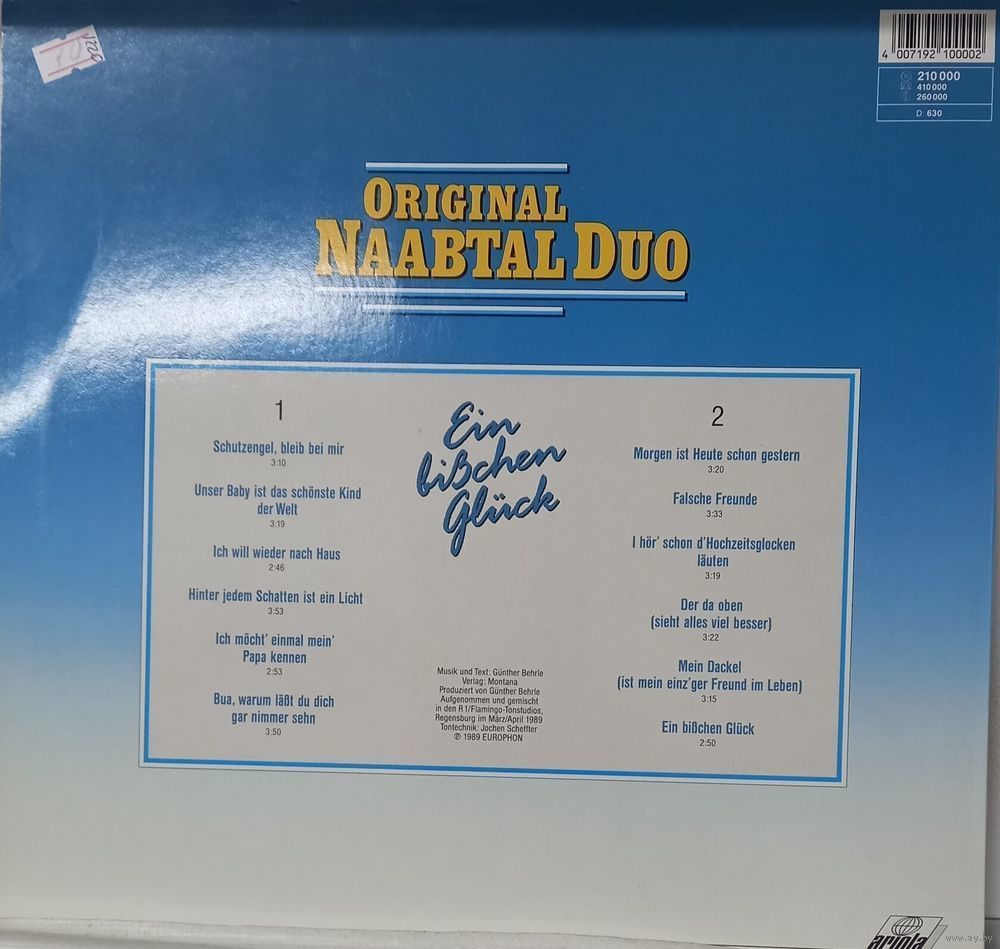 4 007192 100002
210 000
410 000
260 000
D: 630
ORIGINAL
NAABTAL DUO
1
Schutzengel, bleib bei mir
3:10
Unser Baby ist das schönste Kind
der Welt
3:19
Ich will wieder nach Haus
2:46
Hinter jedem Schatten ist ein Licht
3:53
Ich möcht' einmal mein'
Papa kennen
2:53
Bua, warum läßt du dich
gar nimmer sehn
3:50
Ein
bißchen
Glück
Musik und Text: Günther Behrle
Verlag: Montana
Produziert von Günther Behrle
Aufgenommen und gemischt
in den R1/Flamingo-Tonstudios,
Regensburg im März/April 1989
Tontechnik: Jochen Scheffter
℗ 1989 EUROPHON
2
Morgen ist Heute schon gestern
3:20
Falsche Freunde
3:33
I hör' schon d'Hochzeitsglocken
läuten
3:19
Der da oben
(sieht alles viel besser)
3:22
Mein Dackel
(ist mein einz'ger Freund im Leben)
3:15
Ein bißchen Glück
2:50
ariola
www.ay.by